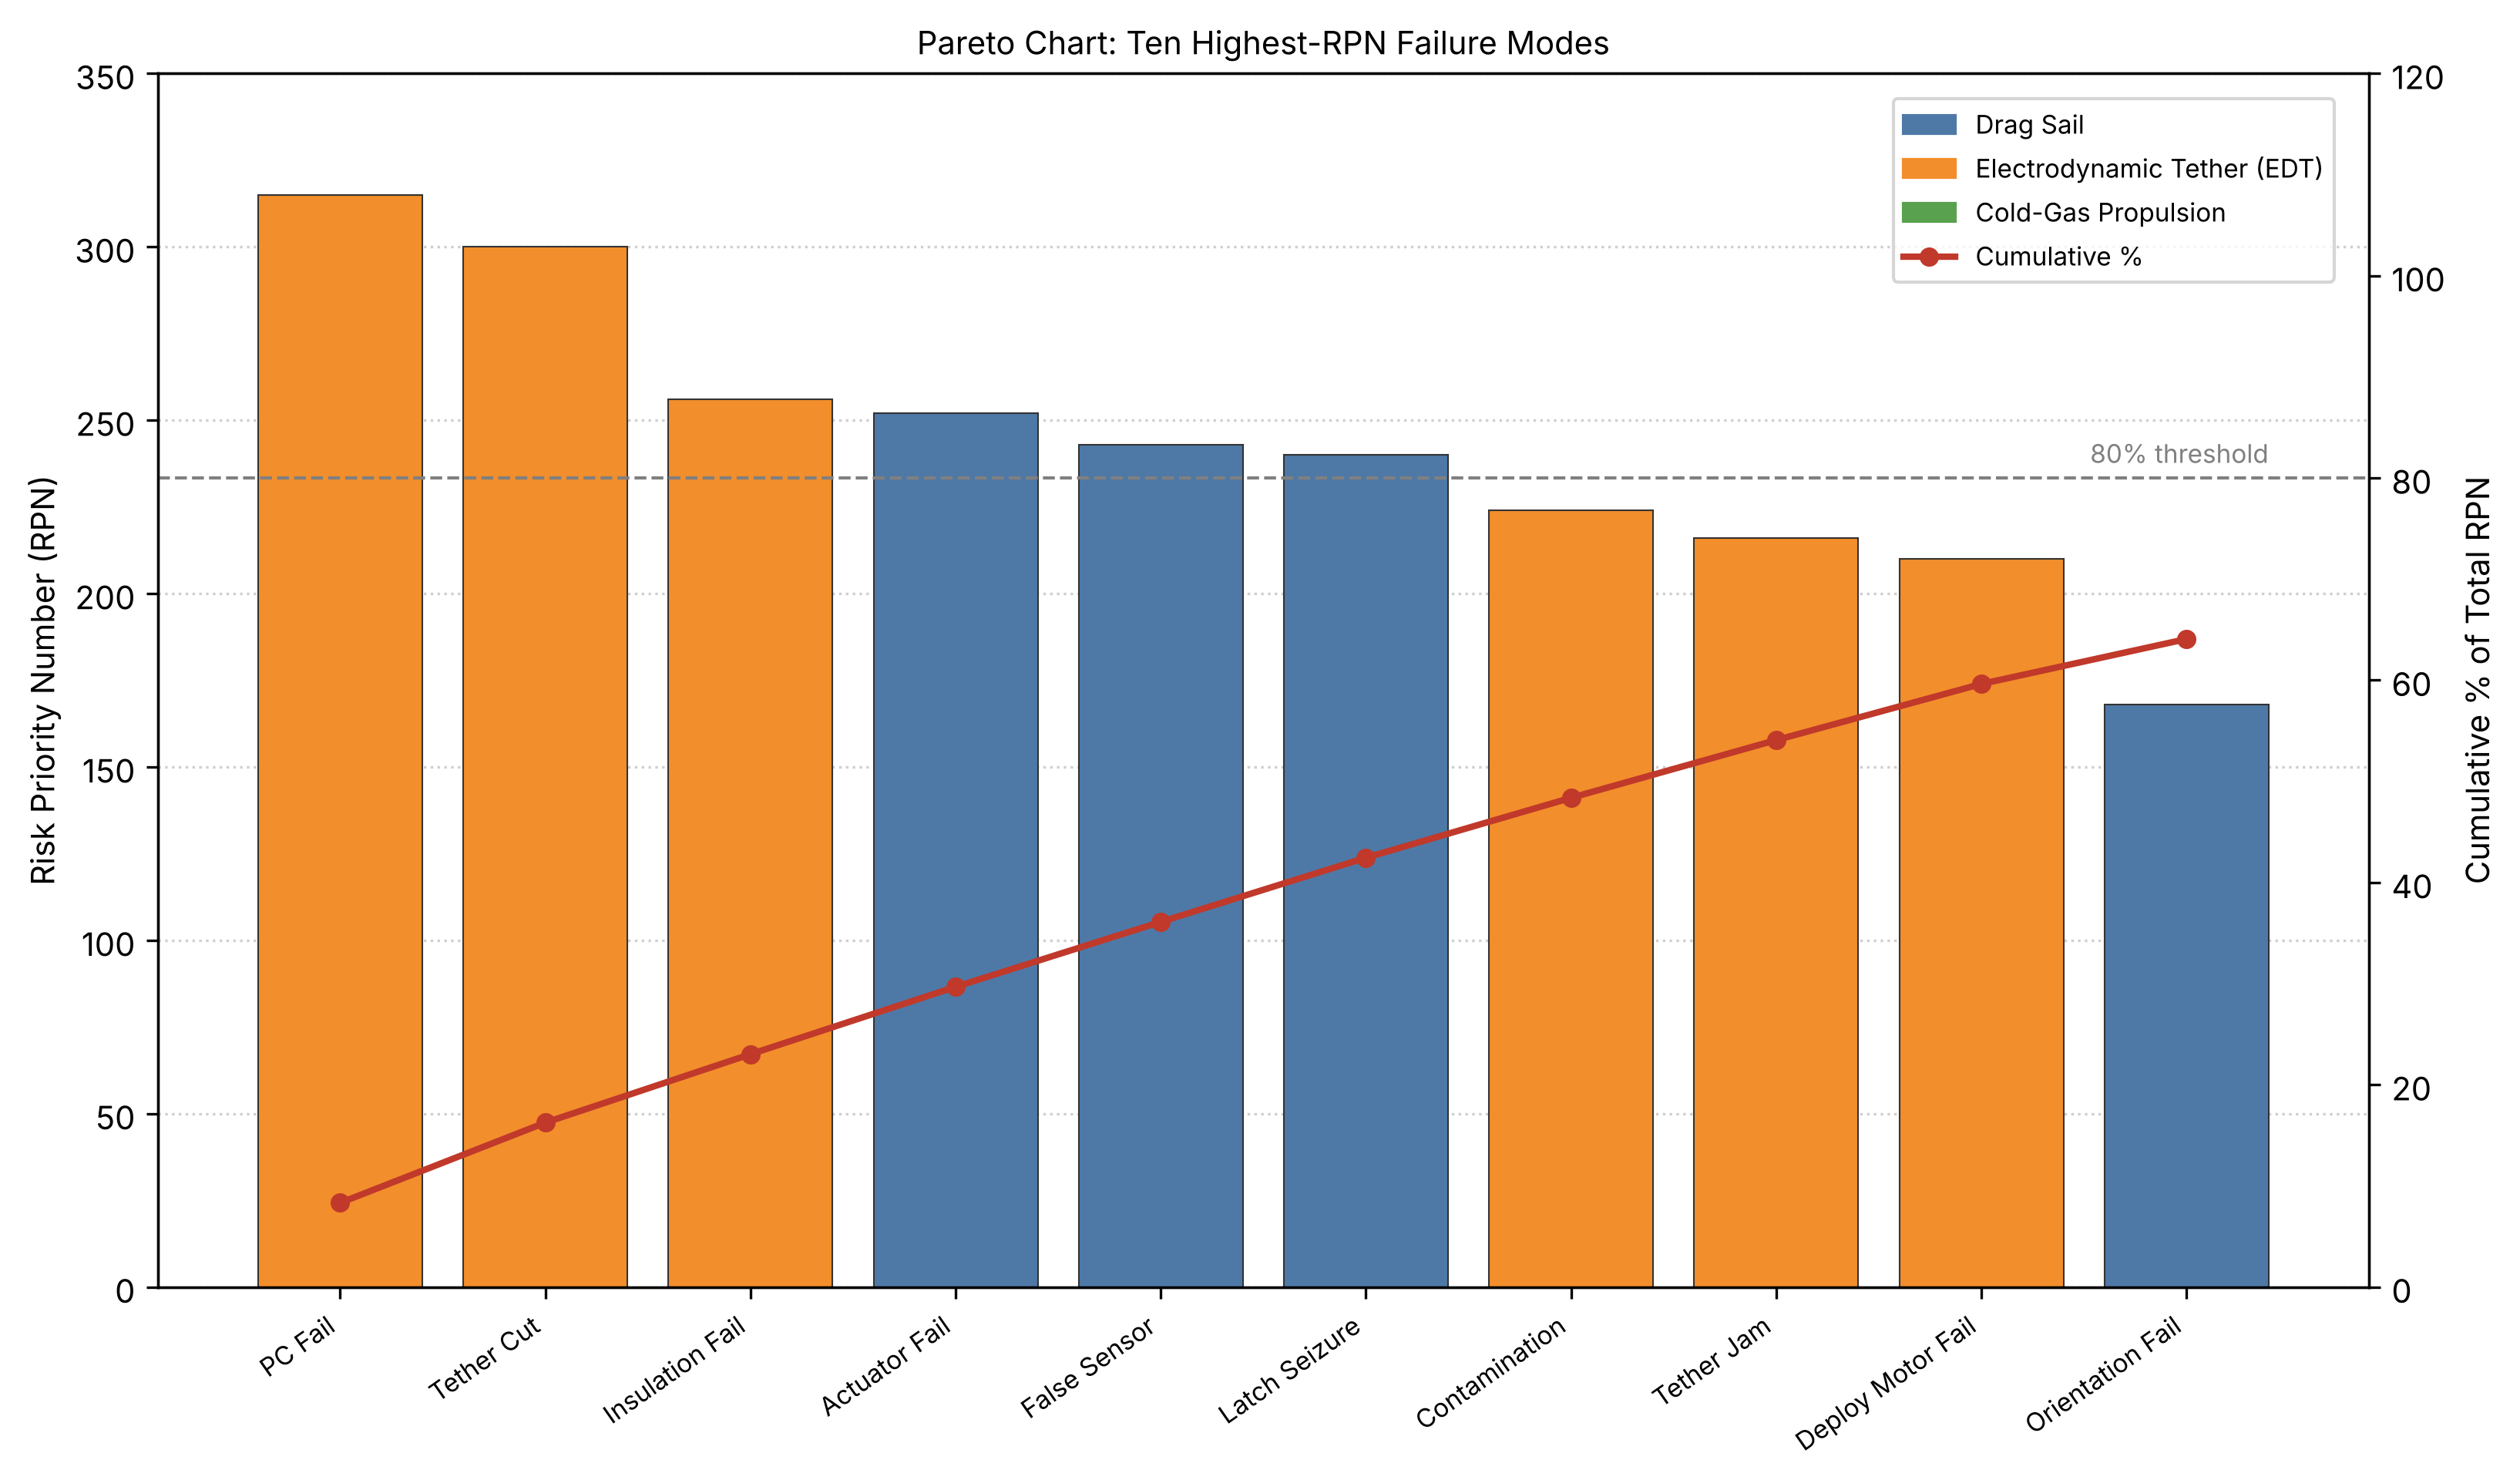 Pareto Chart: Ten Highest-RPN Failure Modes
Risk Priority Number (RPN)
350
300
250
200
150
100
50
0
Drag Sail
Electrodynamic Tether (EDT)
Cold-Gas Propulsion
Cumulative %
80% threshold
120
100
80
60
40
20
0
Cumulative % of Total RPN
PC Fail
Tether Cut
Insulation Fail
Actuator Fail
False Sensor
Latch Seizure
Contamination
Tether Jam
Deploy Motor Fail
Orientation Fail